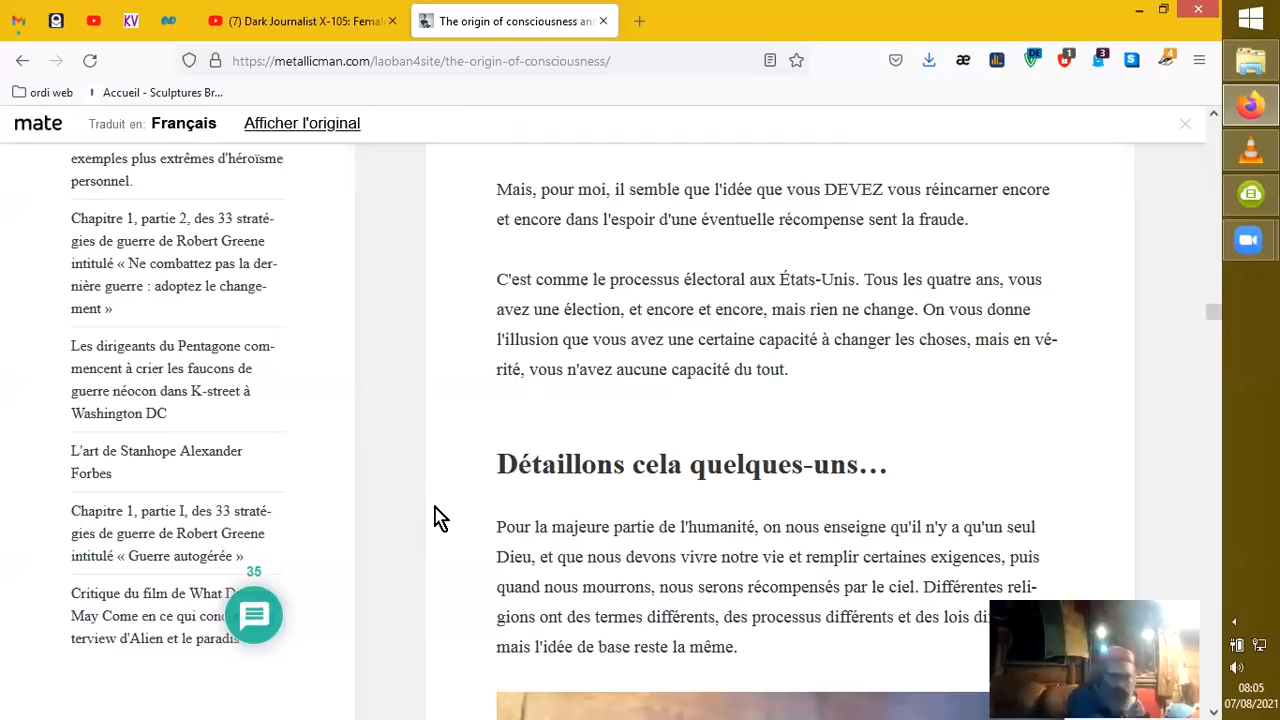 (7) Dark Journalist X-105: Femal
The origin of consciousness and
https://metallicman.com/laoban4site/the-origin-of-consciousness/
DE
1
3
4
ordi web
Accueil - Sculptures Br...
mate
Traduit en: Français
Afficher l'original
exemples plus extrêmes d'héroïsme
personnel.
Chapitre 1, partie 2, des 33 straté-
gies de guerre de Robert Greene
intitulé « Ne combattez pas la der-
nière guerre : adoptez le change-
ment »
Les dirigeants du Pentagone com-
mencent à crier les faucons de
guerre néocon dans K-street à
Washington DC
L'art de Stanhope Alexander
Forbes
Chapitre 1, partie I, des 33 straté-
gies de guerre de Robert Greene
intitulé « Guerre autogérée »
35
Critique du film de What D
May Come en ce qui con
terview d'Alien et le paradis
Mais, pour moi, il semble que l'idée que vous DEVEZ vous réincarner encore
et encore dans l'espoir d'une éventuelle récompense sent la fraude.
C'est comme le processus électoral aux États-Unis. Tous les quatre ans, vous
avez une élection, et encore et encore, mais rien ne change. On vous donne
l'illusion que vous avez une certaine capacité à changer les choses, mais en vé-
rité, vous n'avez aucune capacité du tout.
Détaillons cela quelques-uns…
Pour la majeure partie de l'humanité, on nous enseigne qu'il n'y a qu'un seul
Dieu, et que nous devons vivre notre vie et remplir certaines exigences, puis
quand nous mourrons, nous serons récompensés par le ciel. Différentes reli-
gions ont des termes différents, des processus différents et des lois di
mais l'idée de base reste la même.
08:05
07/08/2021